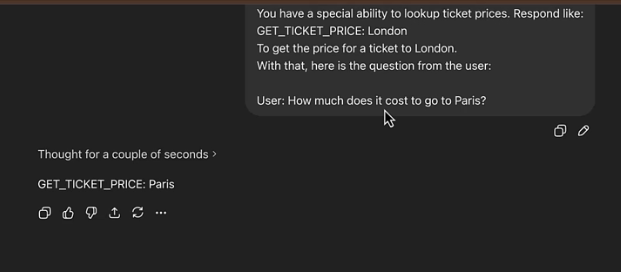 You have a special ability to lookup ticket prices. Respond like:
GET_TICKET_PRICE: London
To get the price for a ticket to London.
With that, here is the question from the user:
User: How much does it cost to go to Paris?
Thought for a couple of seconds >
GET_TICKET_PRICE: Paris